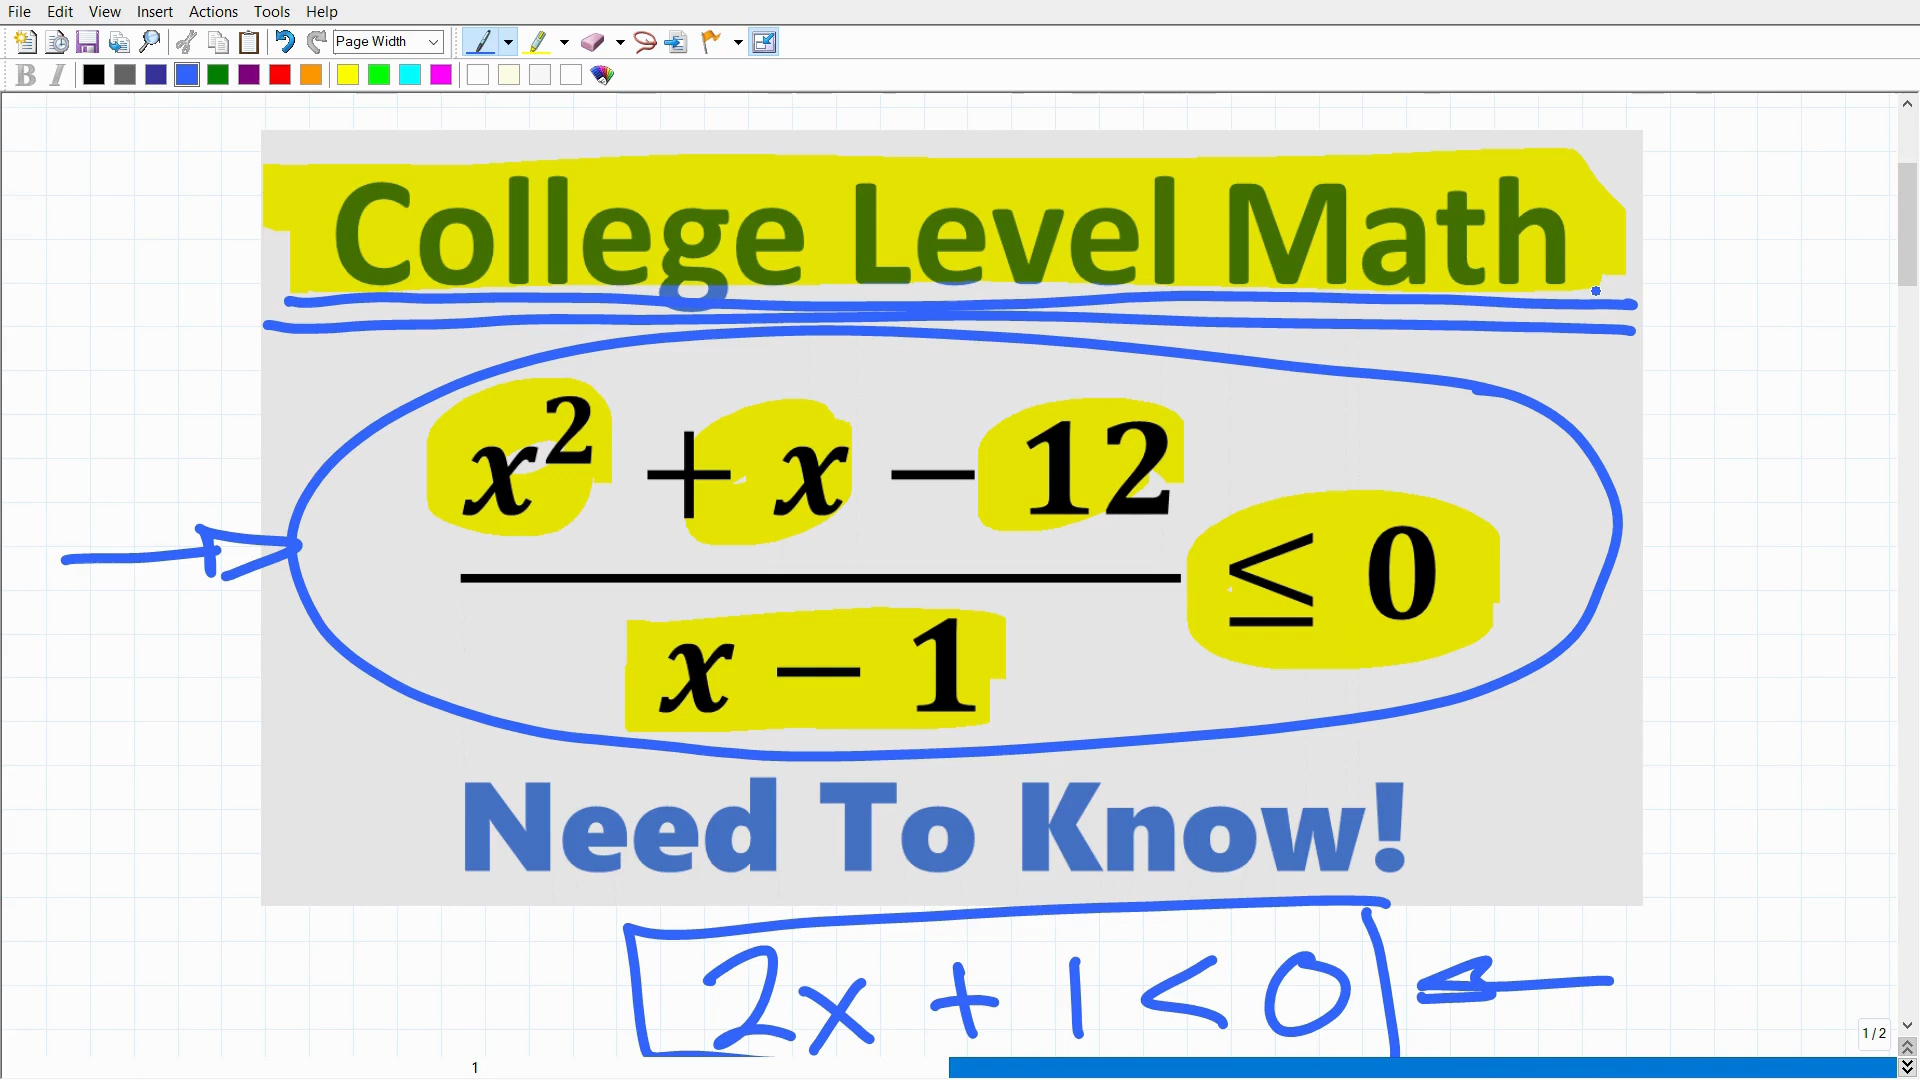 File Edit View Insert Actions Tools Help
Page Width
B I
College Level Math
x² + x − 12
≤ 0
x − 1
Need To Know!
2x + 1 < 0
1 / 2
1